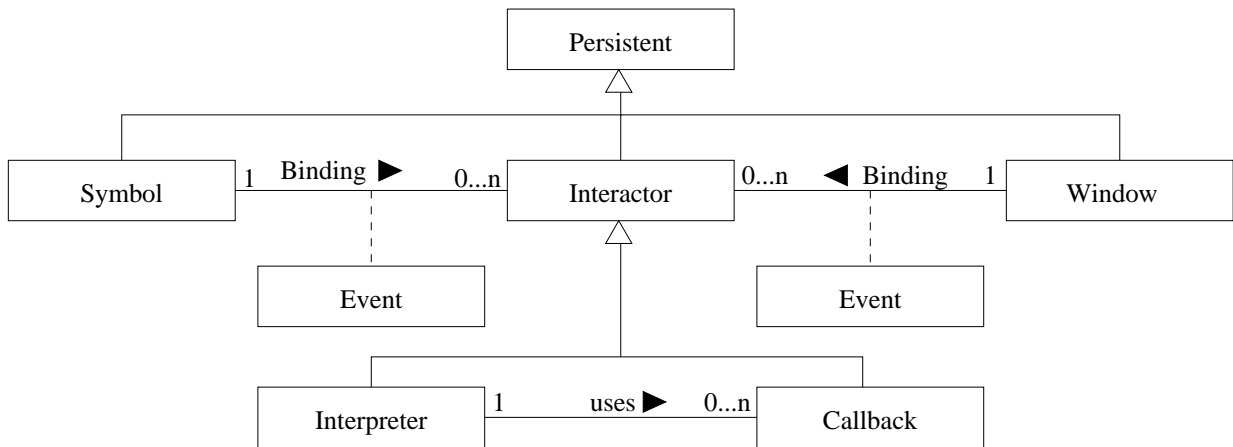 Persistent
Binding ▶
◀ Binding
1
0...n
0...n
1
Symbol
Interactor
Window
Event
Event
1
uses ▶
0...n
Interpreter
Callback